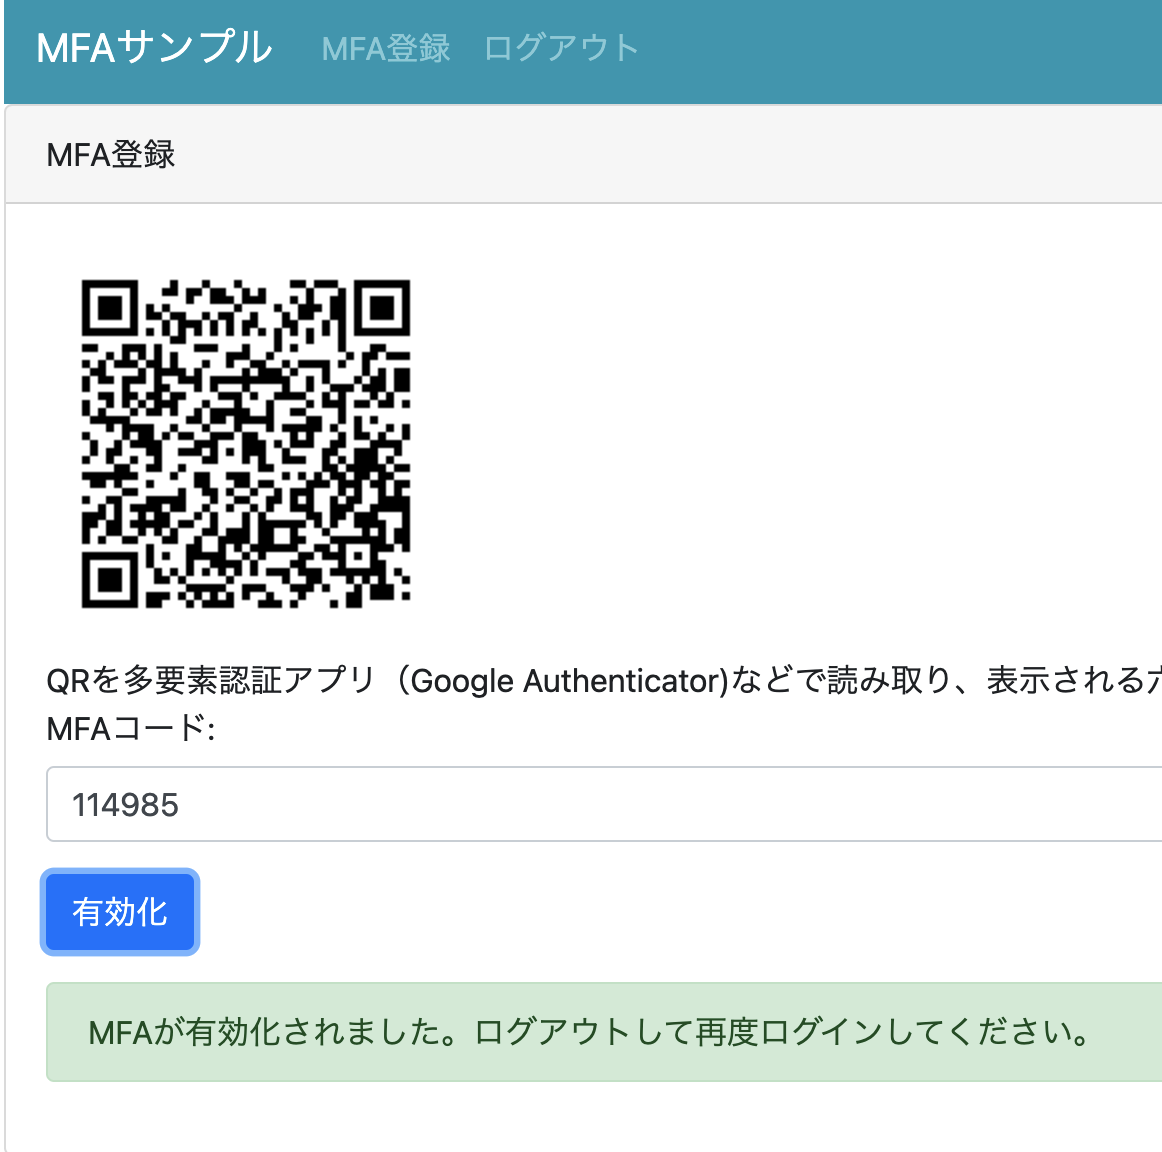 MFAサンプル MFA登録 ログアウト
MFA登録
QRを多要素認証アプリ（Google Authenticator)などで読み取り、表示される
MFAコード:
114985
有効化
MFAが有効化されました。ログアウトして再度ログインしてください。